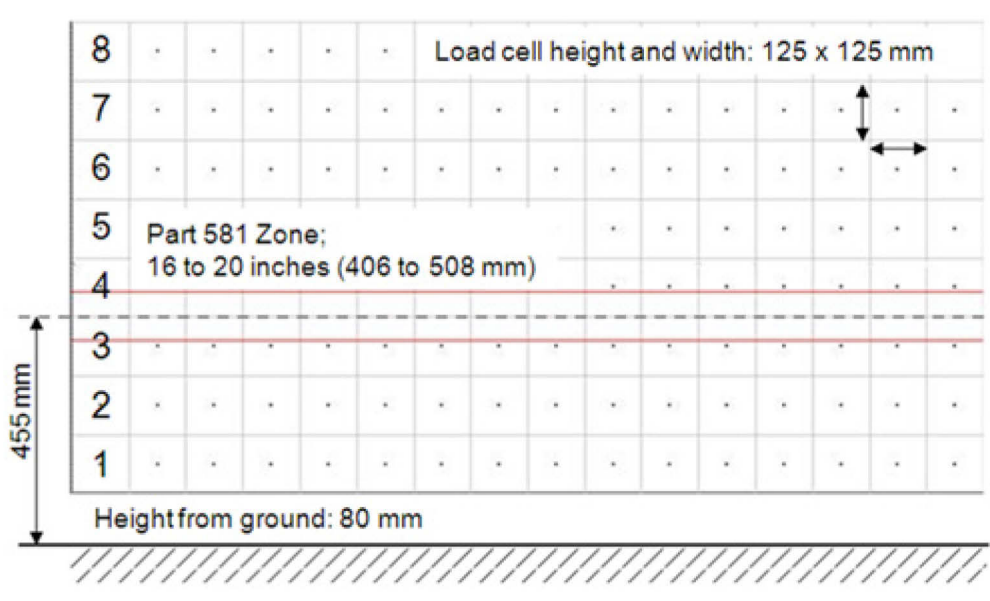 8
Load cell height and width: 125 x 125 mm
7
6
5
Part 581 Zone;
16 to 20 inches (406 to 508 mm)
4
3
455 mm
2
1
Height from ground: 80 mm